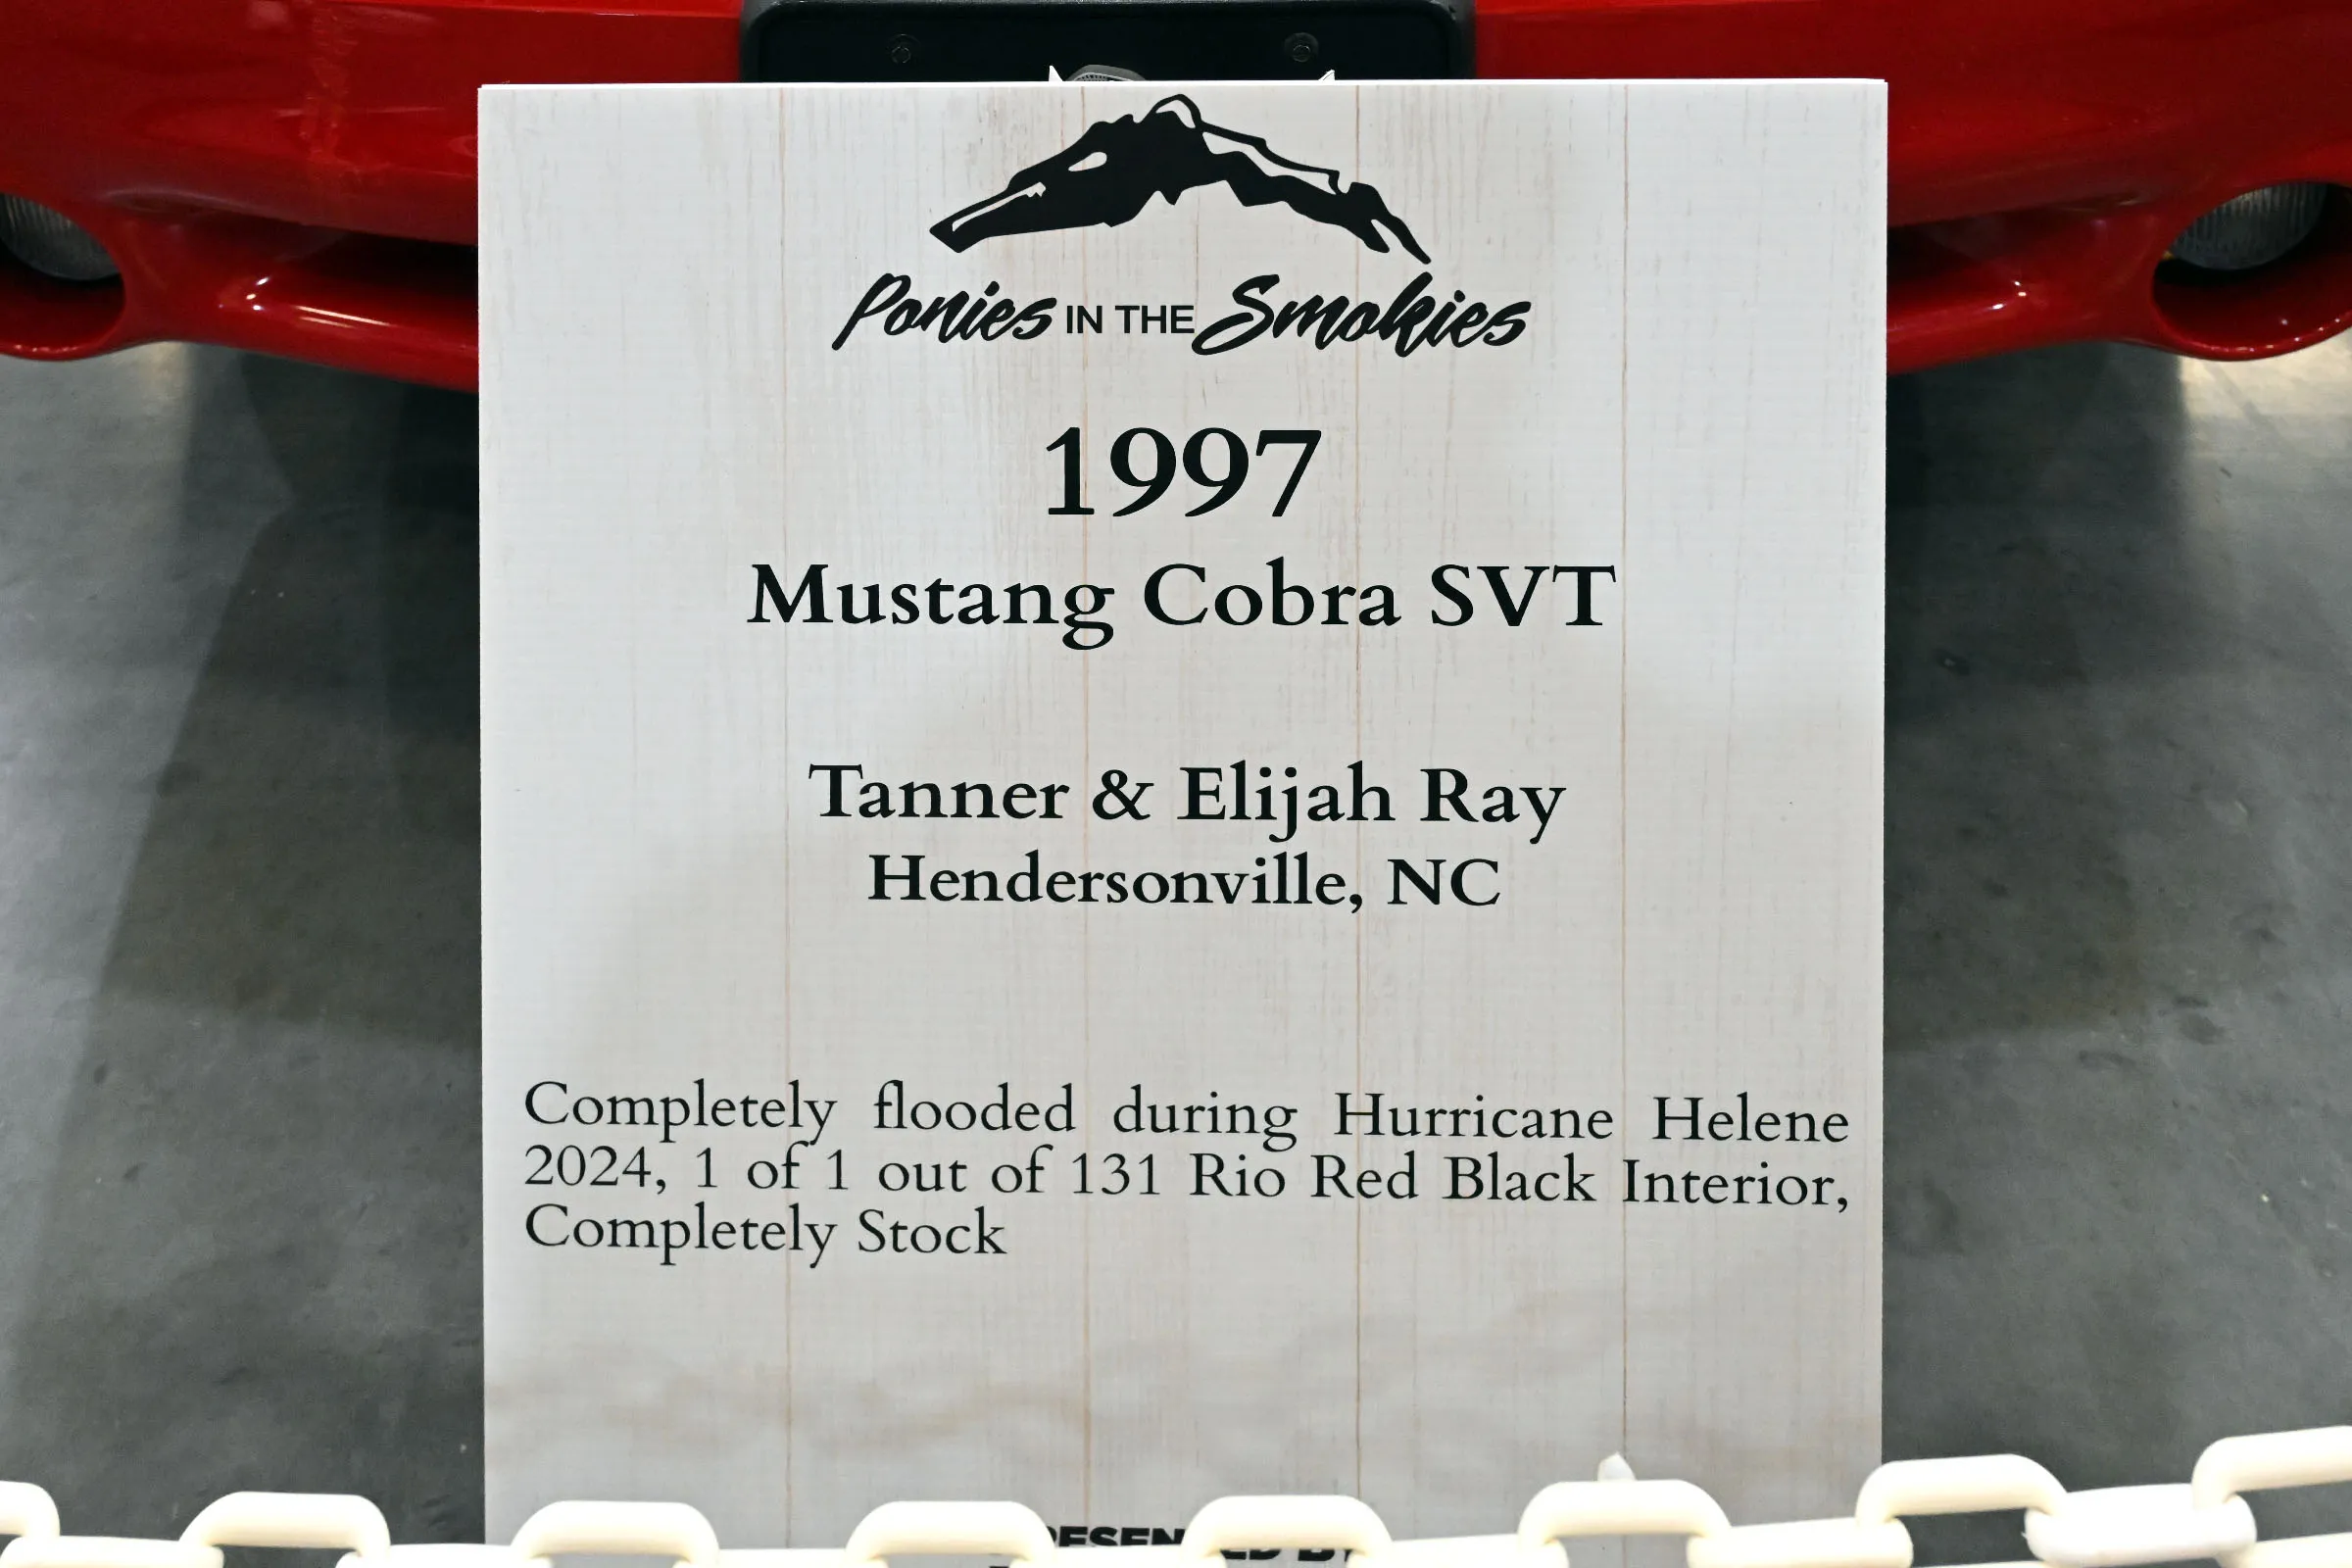 Ponies IN THE Smokies
1997
Mustang Cobra SVT
Tanner & Elijah Ray
Hendersonville, NC
Completely flooded during Hurricane Helene
2024, 1 of 1 out of 131 Rio Red Black Interior,
Completely Stock